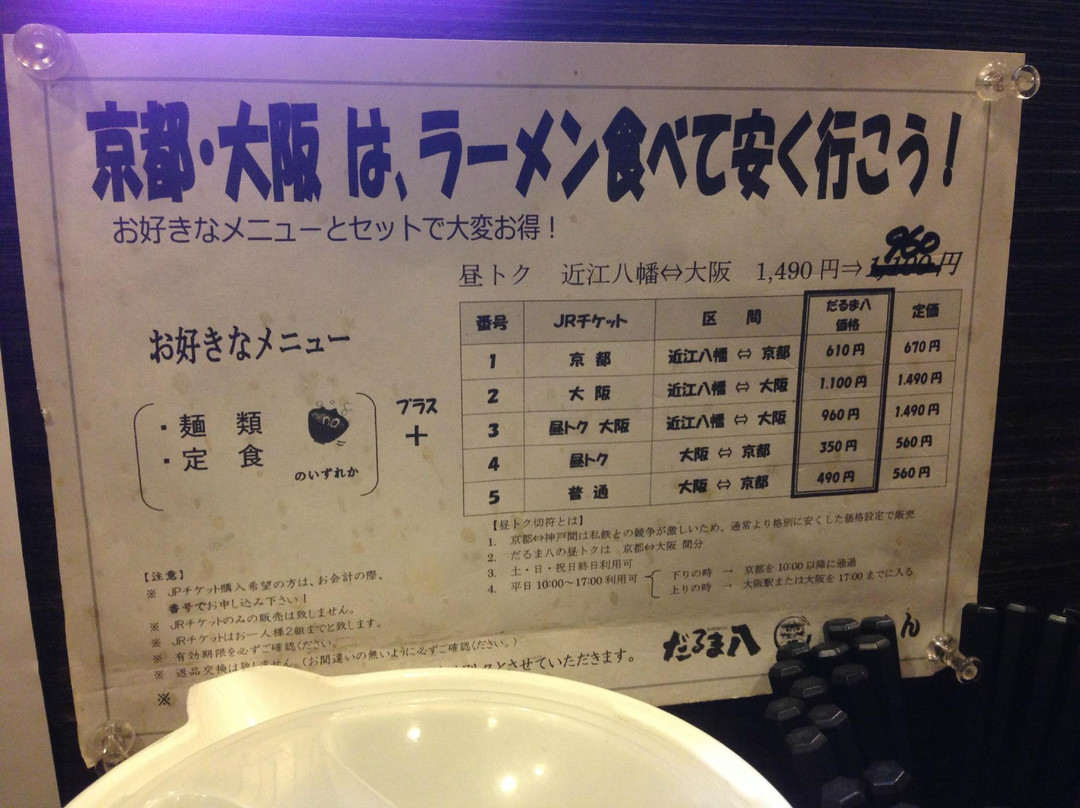 京都・大阪 は、ラーメン食べて安く行こう！
お好きなメニューとセットで大変お得！
960
昼トク 近江八幡⇔大阪 1,490円⇒1,100円
お好きなメニュー
・麺 類
・定 食
のいずれか
プラス
＋
番号 JRチケット 区 間 だるま八価格 定価
1 京 都 近江八幡 ⇔ 京都 610円 670円
2 大 阪 近江八幡 ⇔ 大阪 1.100円 1.490円
3 昼トク 大阪 近江八幡 ⇔ 大阪 960円 1.490円
4 昼トク 大阪 ⇔ 京都 350円 560円
5 普 通 大阪 ⇔ 京都 490円 560円
【昼トク切符とは】
1. 京都⇔神戸間は私鉄との競争が激しいため、通常より格別に安くした価格設定で販売
2. だるま八の昼トクは 京都⇔大阪 間分
3. 土・日・祝日終日利用可
4. 平日 10:00～17:00利用可
下りの時 → 京都を 10:00 以降に通過
上りの時 → 大阪駅または大阪を 17:00 までに入る
【注意】
※ JPチケット購入希望の方は、お会計の際、
番号でお申し込み下さい！
※ JRチケットのみの販売は致しません。
※ JRチケットはお一人様2組までと致します。
※ 有効期限を必ずご確認ください。
※ 返品交換は致しません。（お間違いの無いように必ずご確認ください。）
※
とさせていただきます。
だるま八
ん